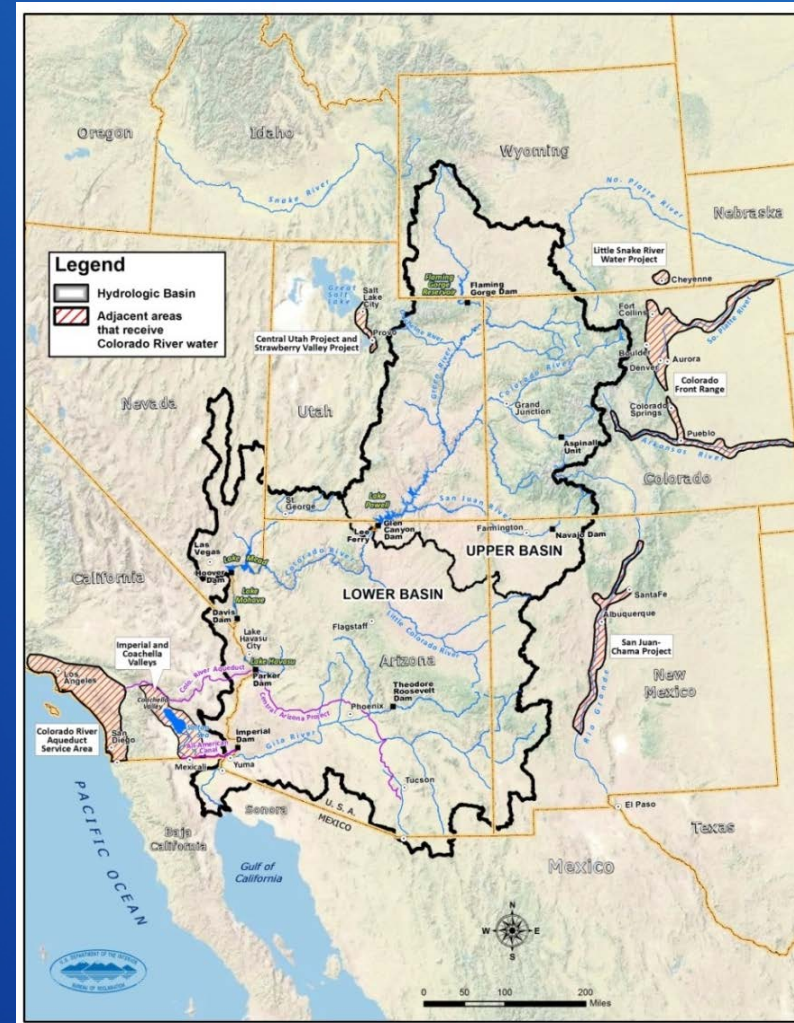 Oregon
Idaho
Wyoming
Snake River
No. Platte River
Nebraska
Legend
Hydrologic Basin
Adjacent areas
that receive
Colorado River water
Little Snake River
Water Project
Cheyenne
Flaming
Gorge
Reservoir
Flaming
Gorge Dam
Great
Salt
Lake
Salt
Lake
City
Provo
Central Utah Project and
Strawberry Valley Project
Fort
Collins
So. Platte River
Boulder
Denver
Aurora
Colorado
Front Range
Colorado
Springs
Pueblo
Arkansas River
Colorado
Nevada
Utah
Green River
Colorado River
Grand
Junction
Aspinall
Unit
St.
George
Lake
Powell
San Juan River
Lee
Ferry
Glen
Canyon
Dam
Farmington
Navajo Dam
UPPER BASIN
Las
Vegas
Lake Mead
Colorado River
Hoover
Dam
California
Lake
Mohave
LOWER BASIN
Davis
Dam
Flagstaff
Little Colorado River
SantaFe
Albuquerque
San Juan-
Chama Project
Imperial and
Coachella
Valleys
Lake
Havasu
City
Lake Havasu
Arizona
New
Mexico
Los
Angeles
Colo. River Aqueduct
Parker
Dam
Theodore
Roosevelt
Dam
Coachella
Valley
Central Arizona Project
Phoenix
Rio Grande
Colorado River
Aqueduct
Service Area
San
Diego
Imperial
Dam
All American
Canal
Gila River
Mexicali
Yuma
Tucson
El Paso
U. S. A.
MEXICO
Sonora
Baja
California
Texas
Mexico
PACIFIC OCEAN
Gulf of
California
N
W
E
S
U.S. DEPARTMENT OF THE INTERIOR
BUREAU OF RECLAMATION
0 50 100 200
Miles